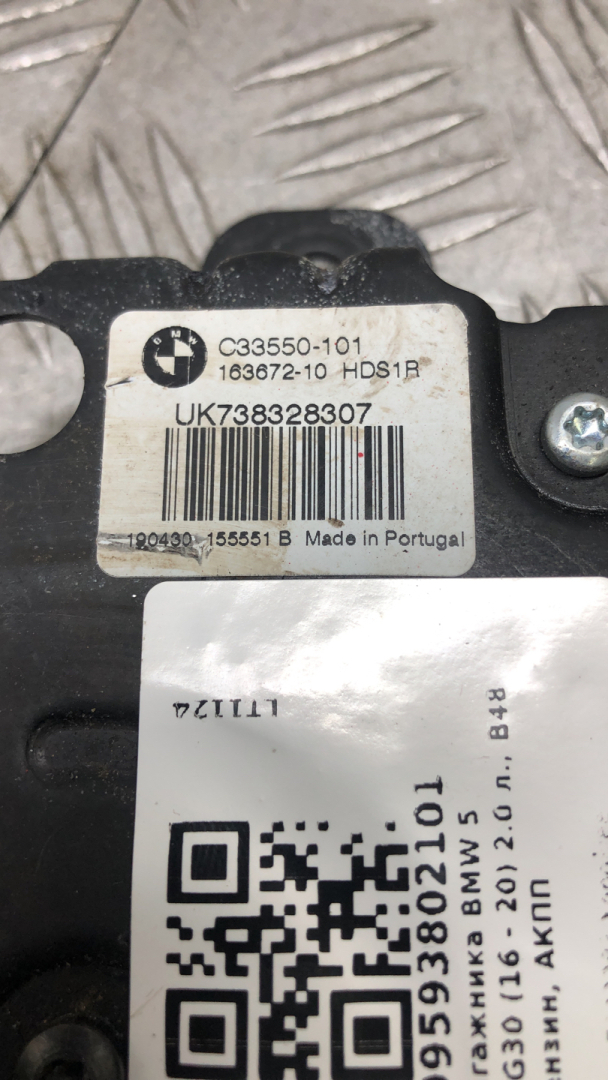 BMW
C33550-101
163672-10 HDS1R
UK738328307
190430 155551 B Made in Portugal
LT1124
9593802101
гажника BMW 5
G30 (16 - 20) 2.0 л., B48
нзин, АКПП